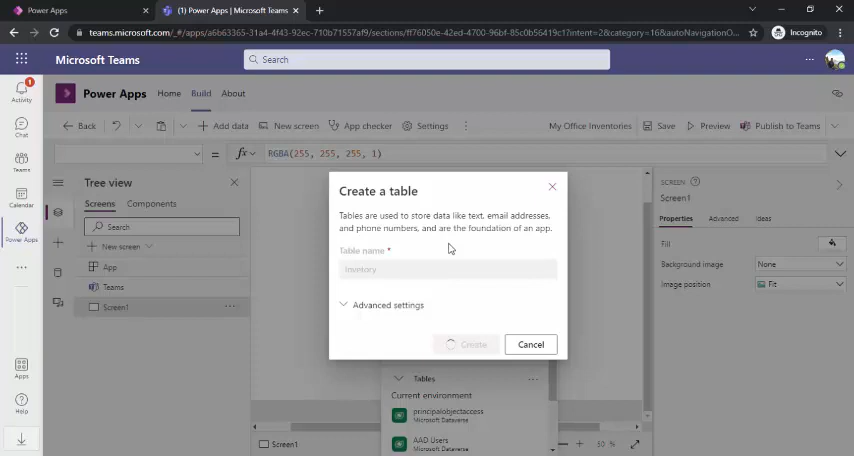 Power Apps
(1) Power Apps | Microsoft Teams
teams.microsoft.com/_#/apps/a6b63365-31a4-4f43-92ec-710b71557af9/sections/ff76050e-42ed-4700-96bf-85c0b56419c1?intent=2&category=16&autoNavigationO...
Incognito
Microsoft Teams
Search
Activity
1
Chat
Teams
Calendar
Power Apps
Apps
Help
Power Apps
Home
Build
About
Back
Add data
New screen
App checker
Settings
My Office Inventories
Save
Preview
Publish to Teams
= fx RGBA(255, 255, 255, 1)
Tree view
Screens
Components
Search
New screen
App
Teams
Screen1
Create a table
Tables are used to store data like text, email addresses,
and phone numbers, and are the foundation of an app.
Table name *
Invetory
Advanced settings
Create
Cancel
Tables
Current environment
principalobjectaccess
Microsoft Dataverse
AAD Users
Microsoft Dataverse
Screen1
50 %
SCREEN
Screen1
Properties
Advanced
Ideas
Fill
Background image
None
Image position
Fit